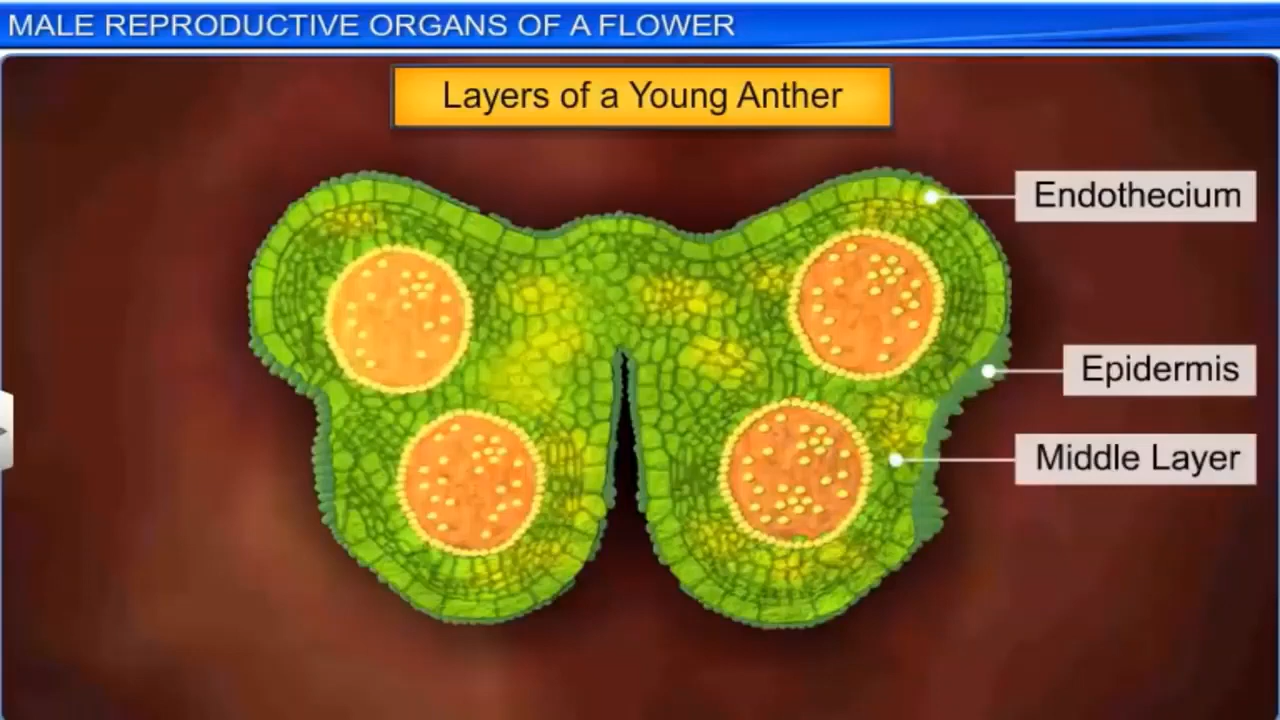 MALE REPRODUCTIVE ORGANS OF A FLOWER
Layers of a Young Anther
Endothecium
Epidermis
Middle Layer